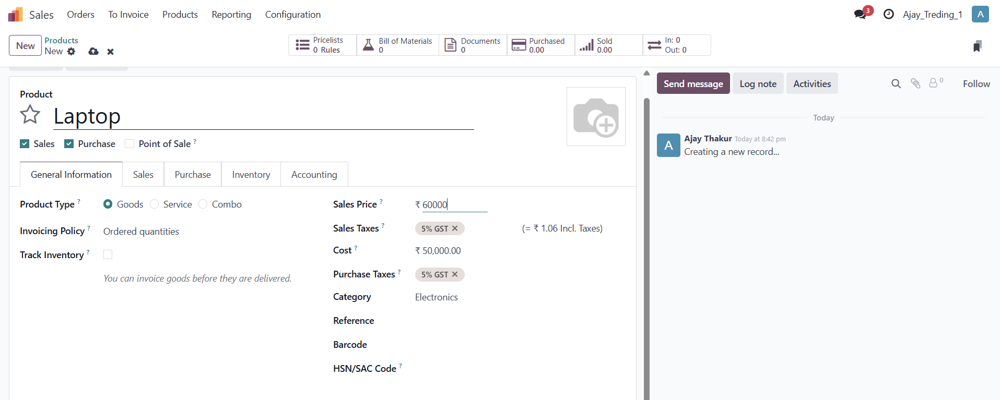 Sales Orders To Invoice Products Reporting Configuration 3 Ajay_Treding_1 A
New Products
New
Pricelists
0 Rules
Bill of Materials
0
Documents
0
Purchased
0.00
Sold
0.00
In: 0
Out: 0
Product
Laptop
Sales Purchase Point of Sale ?
General Information Sales Purchase Inventory Accounting
Product Type ? Goods Service Combo
Invoicing Policy ? Ordered quantities
Track Inventory ?
You can invoice goods before they are delivered.
Sales Price ? ₹ 60000
Sales Taxes ? 5% GST ✕ (= ₹ 1.06 Incl. Taxes)
Cost ? ₹ 50,000.00
Purchase Taxes ? 5% GST ✕
Category Electronics
Reference
Barcode
HSN/SAC Code ?
Send message Log note Activities 0 Follow
Today
A Ajay Thakur Today at 8:42 pm
Creating a new record...